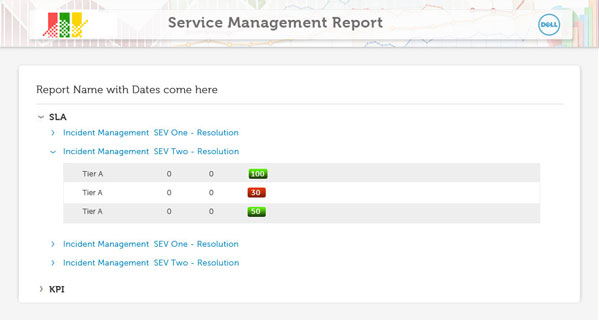 Service Management Report
DELL
Report Name with Dates come here
SLA
Incident Management SEV One - Resolution
Incident Management SEV Two - Resolution
Tier A 0 0 100
Tier A 0 0 30
Tier A 0 0 50
Incident Management SEV One - Resolution
Incident Management SEV Two - Resolution
KPI